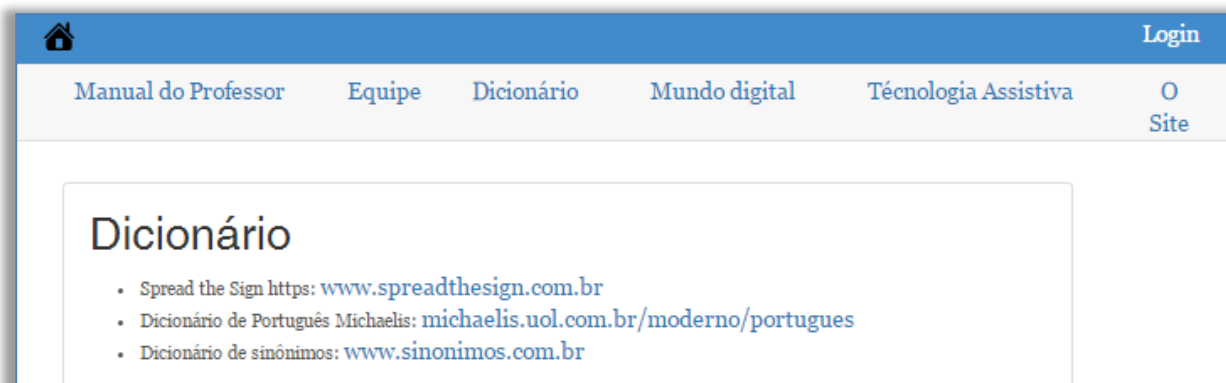 Login
Manual do Professor Equipe Dicionário Mundo digital Técnologia Assistiva O Site
Dicionário
• Spread the Sign https: www.spreadthesign.com.br
• Dicionário de Português Michaelis: michaelis.uol.com.br/moderno/portugues
• Dicionário de sinônimos: www.sinonimos.com.br